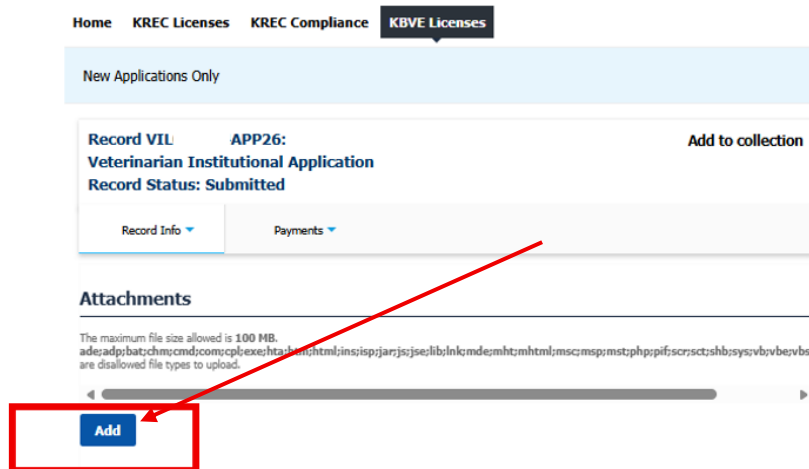 Home KREC Licenses KREC Compliance KBVE Licenses
New Applications Only
Record VIL APP26:
Add to collection
Veterinarian Institutional Application
Record Status: Submitted
Record Info Payments
Attachments
The maximum file size allowed is 100 MB.
ade;adp;bat;chm;cmd;com;cpl;exe;hta;htm;html;ins;isp;jar;js;jse;lib;lnk;mde;mht;mhtml;msc;msp;mst;php;pif;scr;sct;shb;sys;vb;vbe;vbs
are disallowed file types to upload.
Add